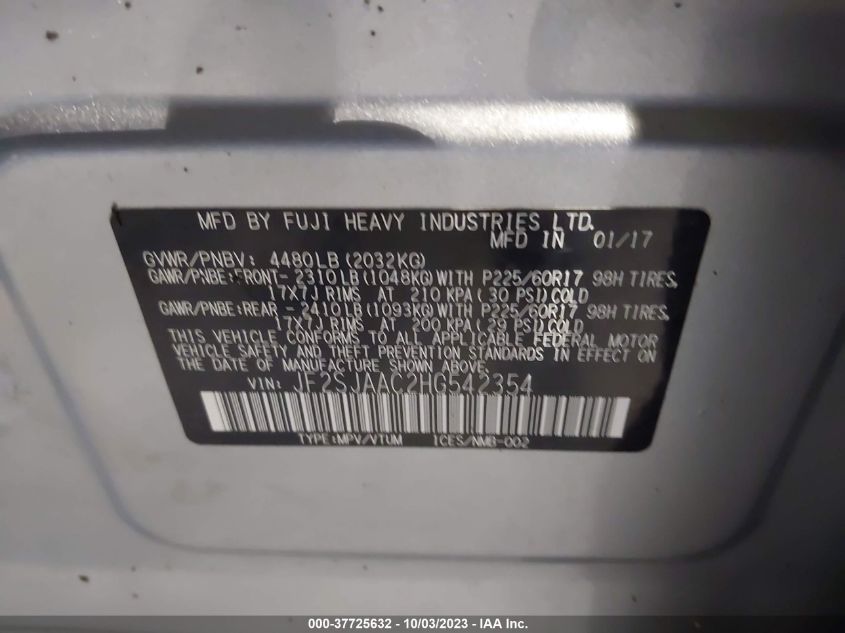 MFD BY FUJI HEAVY INDUSTRIES LTD.
MFD IN 01/17
GVWR/PNBV: 4480LB(2032KG)
GAWR/PNBE:FRONT-2310LB(1048KG)WITH P225/60R17 98H TIRES,
17X7J RIMS AT 210 KPA(30 PSI)COLD
GAWR/PNBE:REAR -2410LB(1093KG)WITH P225/60R17 98H TIRES,
17X7J RIMS AT 200 KPA(29 PSI)COLD
THIS VEHICLE CONFORMS TO ALL APPLICABLE FEDERAL MOTOR
VEHICLE SAFETY AND THEFT PREVENTION STANDARDS IN EFFECT ON
THE DATE OF MANUFACTURE SHOWN ABOVE.
VIN: JF2SJAAC2HG542354
TYPE:MPV/VTUM ICES/NMB-002
000-37725632 - 10/03/2023 - IAA Inc.